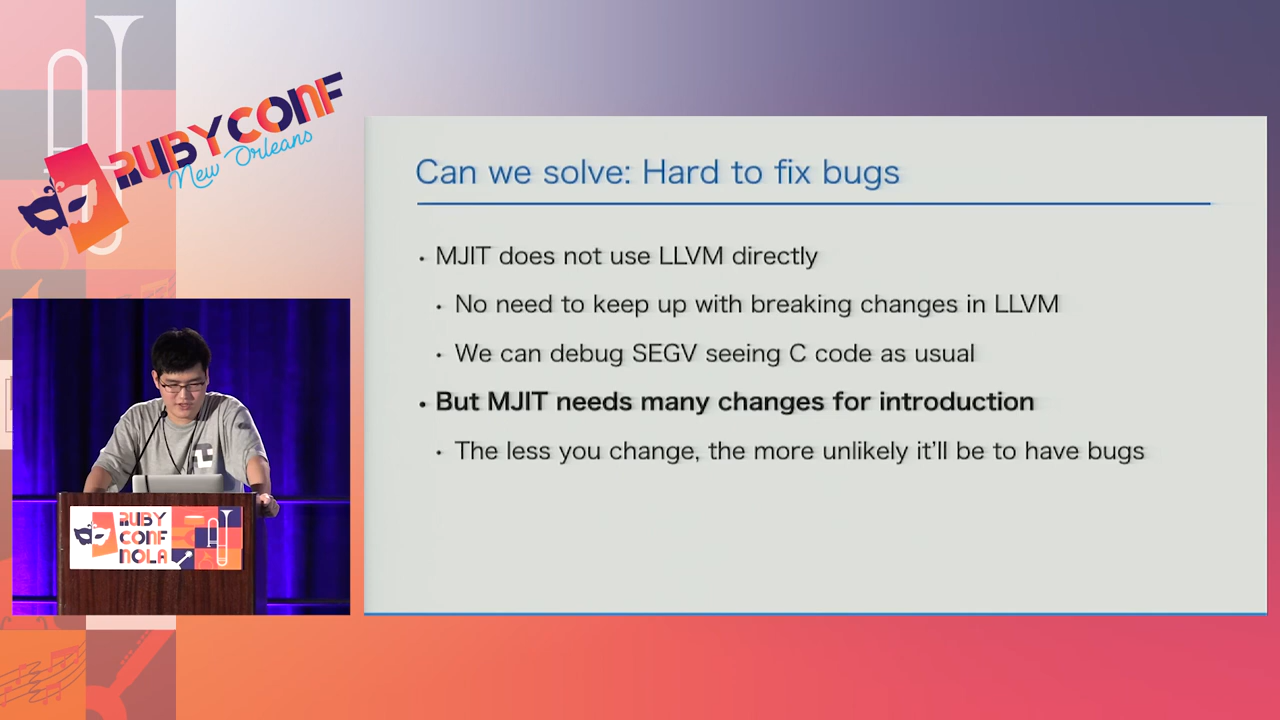 RUBYCONF
New Orleans
Can we solve: Hard to fix bugs
• MJIT does not use LLVM directly
• No need to keep up with breaking changes in LLVM
• We can debug SEGV seeing C code as usual
• But MJIT needs many changes for introduction
• The less you change, the more unlikely it'll be to have bugs
RUBY
CONF
NOLA